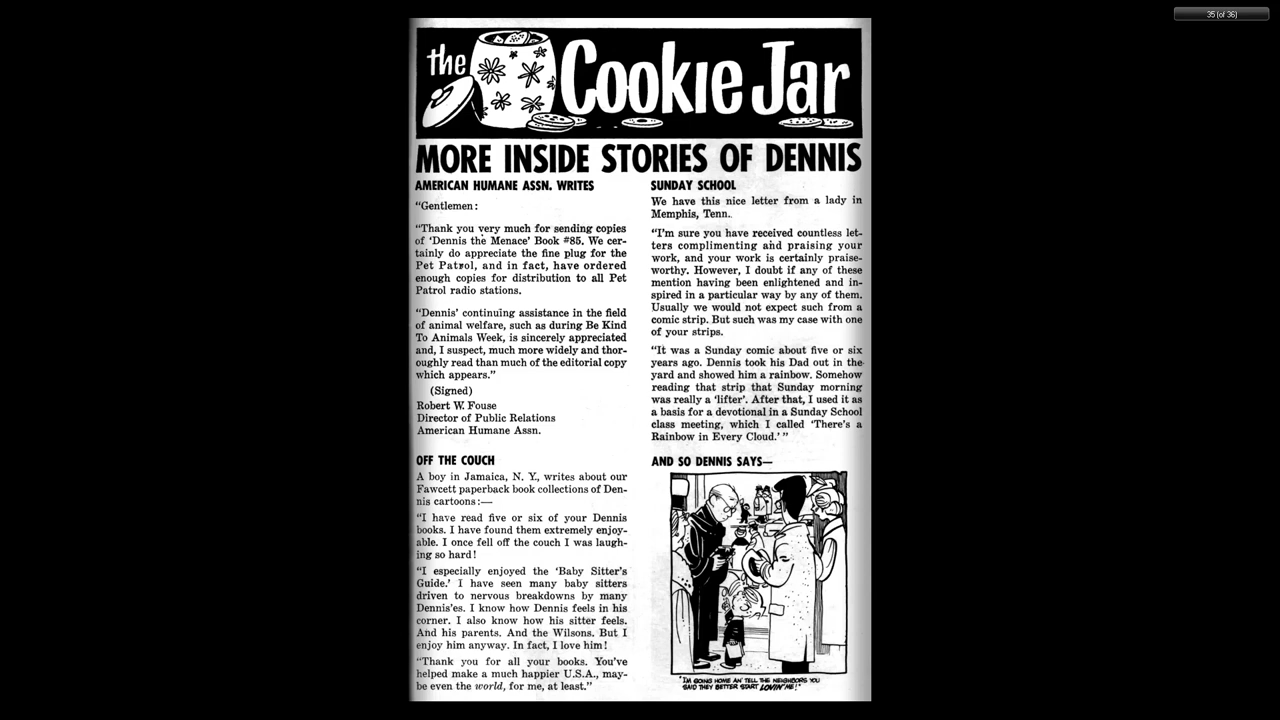 35 (of 36)
the Cookie Jar
MORE INSIDE STORIES OF DENNIS
AMERICAN HUMANE ASSN. WRITES
“Gentlemen:
“Thank you very much for sending copies
of ‘Dennis the Menace’ Book #85. We cer-
tainly do appreciate the fine plug for the
Pet Patrol, and in fact, have ordered
enough copies for distribution to all Pet
Patrol radio stations.
“Dennis’ continuing assistance in the field
of animal welfare, such as during Be Kind
To Animals Week, is sincerely appreciated
and, I suspect, much more widely and thor-
oughly read than much of the editorial copy
which appears.”
(Signed)
Robert W. Fouse
Director of Public Relations
American Humane Assn.
OFF THE COUCH
A boy in Jamaica, N. Y., writes about our
Fawcett paperback book collections of Den-
nis cartoons:—
“I have read five or six of your Dennis
books. I have found them extremely enjoy-
able. I once fell off the couch I was laugh-
ing so hard!
“I especially enjoyed the ‘Baby Sitter’s
Guide.’ I have seen many baby sitters
driven to nervous breakdowns by many
Dennis’es. I know how Dennis feels in his
corner. I also know how his sitter feels.
And his parents. And the Wilsons. But I
enjoy him anyway. In fact, I love him!
“Thank you for all your books. You’ve
helped make a much happier U.S.A., may-
be even the world, for me, at least.”
SUNDAY SCHOOL
We have this nice letter from a lady in
Memphis, Tenn..
“I’m sure you have received countless let-
ters complimenting and praising your
work, and your work is certainly praise-
worthy. However, I doubt if any of these
mention having been enlightened and in-
spired in a particular way by any of them.
Usually we would not expect such from a
comic strip. But such was my case with one
of your strips.
“It was a Sunday comic about five or six
years ago. Dennis took his Dad out in the
yard and showed him a rainbow. Somehow
reading that strip that Sunday morning
was really a ‘lifter’. After that, I used it as
a basis for a devotional in a Sunday School
class meeting, which I called ‘There’s a
Rainbow in Every Cloud.’ ”
AND SO DENNIS SAYS—
"I'M GOING HOME AN' TELL THE NEIGHBORS YOU
SAID THEY BETTER START LOVIN' ME!"